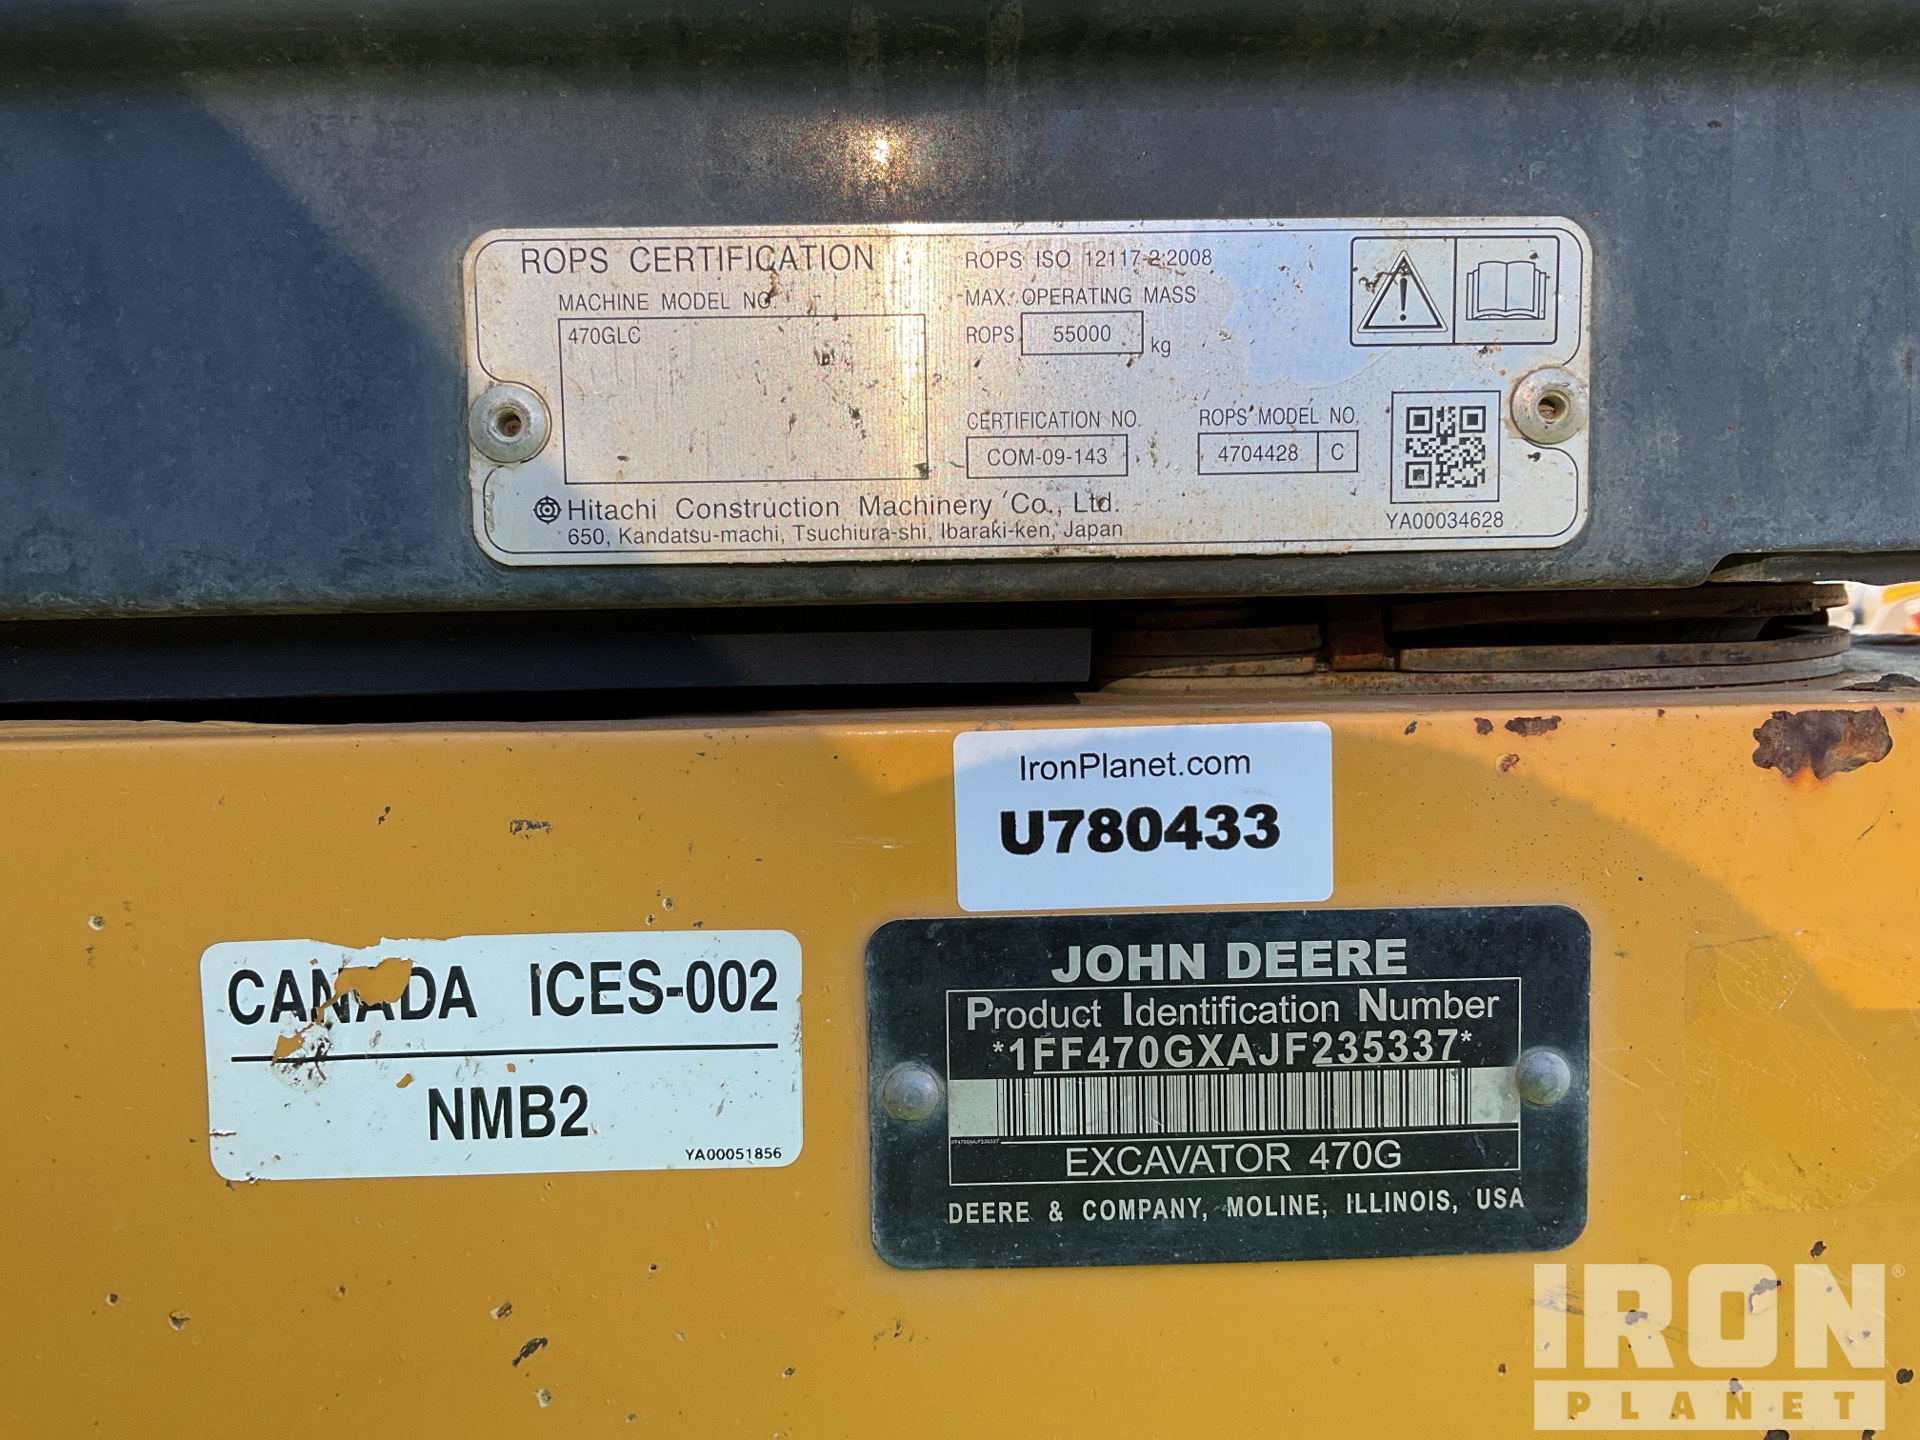 ROPS CERTIFICATION
MACHINE MODEL NO
470GLC
ROPS ISO 12117-2:2008
MAX. OPERATING MASS
ROPS 55000 kg
CERTIFICATION NO.
COM-09-143
ROPS MODEL NO.
4704428 C
Hitachi Construction Machinery Co., Ltd.
650, Kandatsu-machi, Tsuchiura-shi, Ibaraki-ken, Japan
YA00034628
IronPlanet.com
U780433
CANADA ICES-002
NMB2
YA00051856
JOHN DEERE
Product Identification Number
*1FF470GXAJF235337*
1FF470GXAJF235337
EXCAVATOR 470G
DEERE & COMPANY, MOLINE, ILLINOIS, USA
IRON
PLANET
®